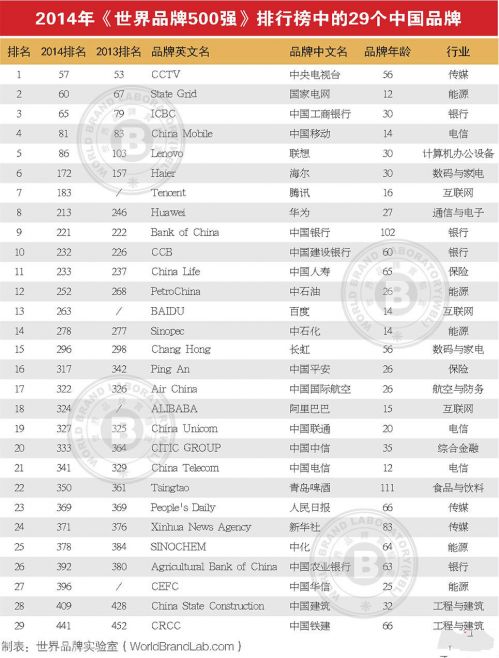 2014年《世界品牌500强》排行榜中的29个中国品牌
排名 2014排名 2013排名 品牌英文名 品牌中文名 品牌年龄 行业
1 57 53 CCTV 中央电视台 56 传媒
2 60 67 State Grid 国家电网 12 能源
3 65 79 ICBC 中国工商银行 30 银行
4 81 83 China Mobile 中国移动 14 电信
5 86 103 Lenovo 联想 30 计算机办公设备
6 172 157 Haier 海尔 30 数码与家电
7 183 / Tencent 腾讯 16 互联网
8 213 246 Huawei 华为 27 通信与电子
9 221 222 Bank of China 中国银行 102 银行
10 232 226 CCB 中国建设银行 60 银行
11 233 237 China Life 中国人寿 65 保险
12 252 268 PetroChina 中石油 26 能源
13 263 / BAIDU 百度 14 互联网
14 278 277 Sinopec 中石化 14 能源
15 296 298 Chang Hong 长虹 56 数码与家电
16 317 342 Ping An 中国平安 26 保险
17 322 326 Air China 中国国际航空 26 航空与防务
18 324 / ALIBABA 阿里巴巴 15 互联网
19 327 325 China Unicom 中国联通 20 电信
20 333 364 CITIC GROUP 中国中信 35 综合金融
21 341 329 China Telecom 中国电信 12 电信
22 350 361 Tsingtao 青岛啤酒 111 食品与饮料
23 369 369 People's Daily 人民日报 66 传媒
24 371 376 Xinhua News Agency 新华社 83 传媒
25 378 384 SINOCHEM 中化 64 能源
26 392 380 Agricultural Bank of China 中国农业银行 63 银行
27 396 / CEFC 中国华信 25 能源
28 409 428 China State Construction 中国建筑 32 工程与建筑
29 441 452 CRCC 中国铁建 66 工程与建筑
制表：世界品牌实验室（WorldBrandLab.com）
WORLD BRAND LABORATORY(WBL)
WORLD BRAND LABORATORY(WBL)
WORLD BRAND LABORATORY(WBL)
WORLD BRAND LABORATORY(WBL)